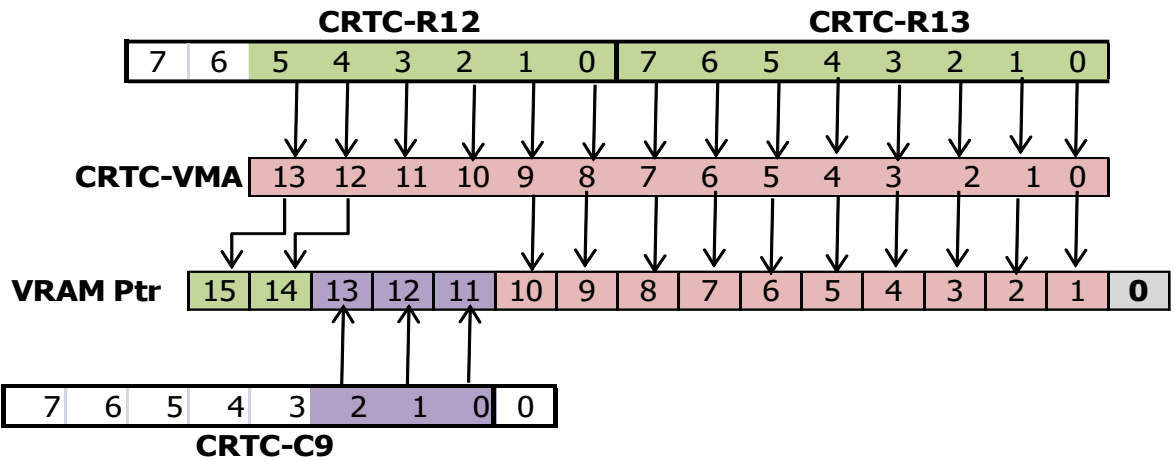 CRTC-R12 CRTC-R13
7 6 5 4 3 2 1 0 7 6 5 4 3 2 1 0
CRTC-VMA 13 12 11 10 9 8 7 6 5 4 3 2 1 0
VRAM Ptr 15 14 13 12 11 10 9 8 7 6 5 4 3 2 1 0
7 6 5 4 3 2 1 0 0
CRTC-C9